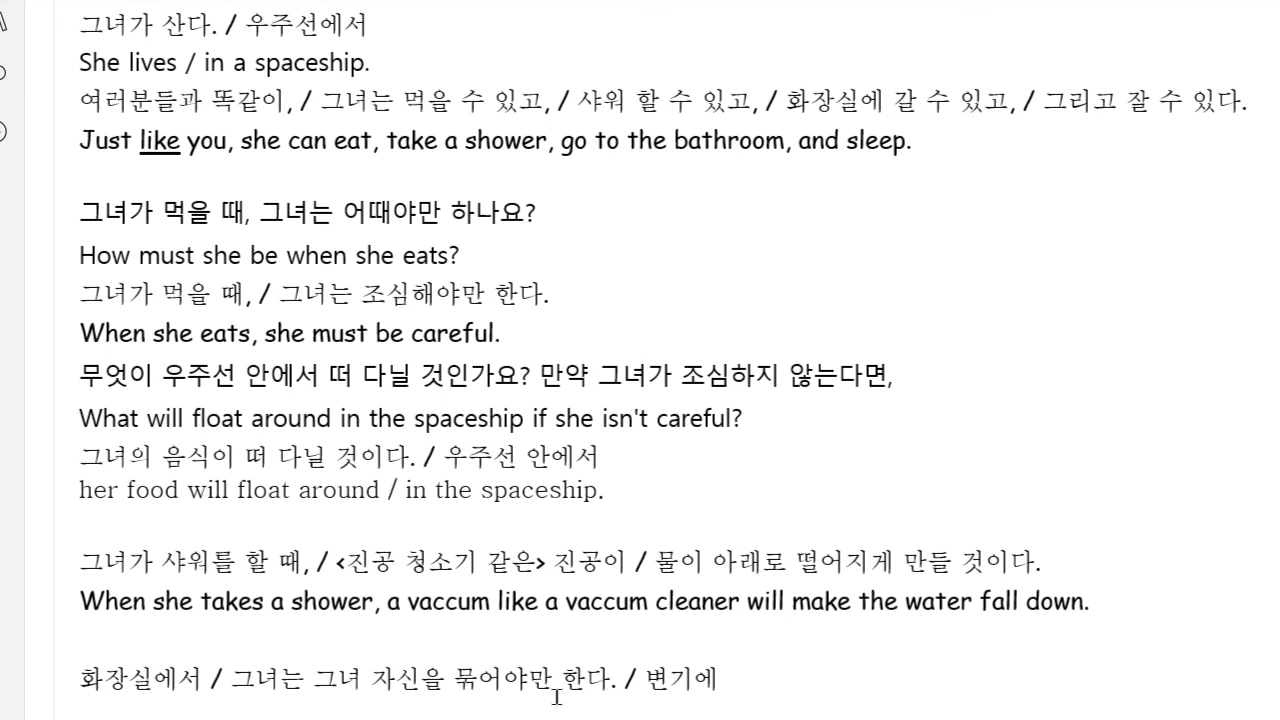 그녀가 산다. / 우주선에서
She lives / in a spaceship.
여러분들과 똑같이, / 그녀는 먹을 수 있고, / 샤워 할 수 있고, / 화장실에 갈 수 있고, / 그리고 잘 수 있다.
Just like you, she can eat, take a shower, go to the bathroom, and sleep.
그녀가 먹을 때, 그녀는 어때야만 하나요?
How must she be when she eats?
그녀가 먹을 때, / 그녀는 조심해야만 한다.
When she eats, she must be careful.
무엇이 우주선 안에서 떠 다닐 것인가요? 만약 그녀가 조심하지 않는다면,
What will float around in the spaceship if she isn't careful?
그녀의 음식이 떠 다닐 것이다. / 우주선 안에서
her food will float around / in the spaceship.
그녀가 샤워를 할 때, / <진공 청소기 같은> 진공이 / 물이 아래로 떨어지게 만들 것이다.
When she takes a shower, a vaccum like a vaccum cleaner will make the water fall down.
화장실에서 / 그녀는 그녀 자신을 묶어야만 한다. / 변기에